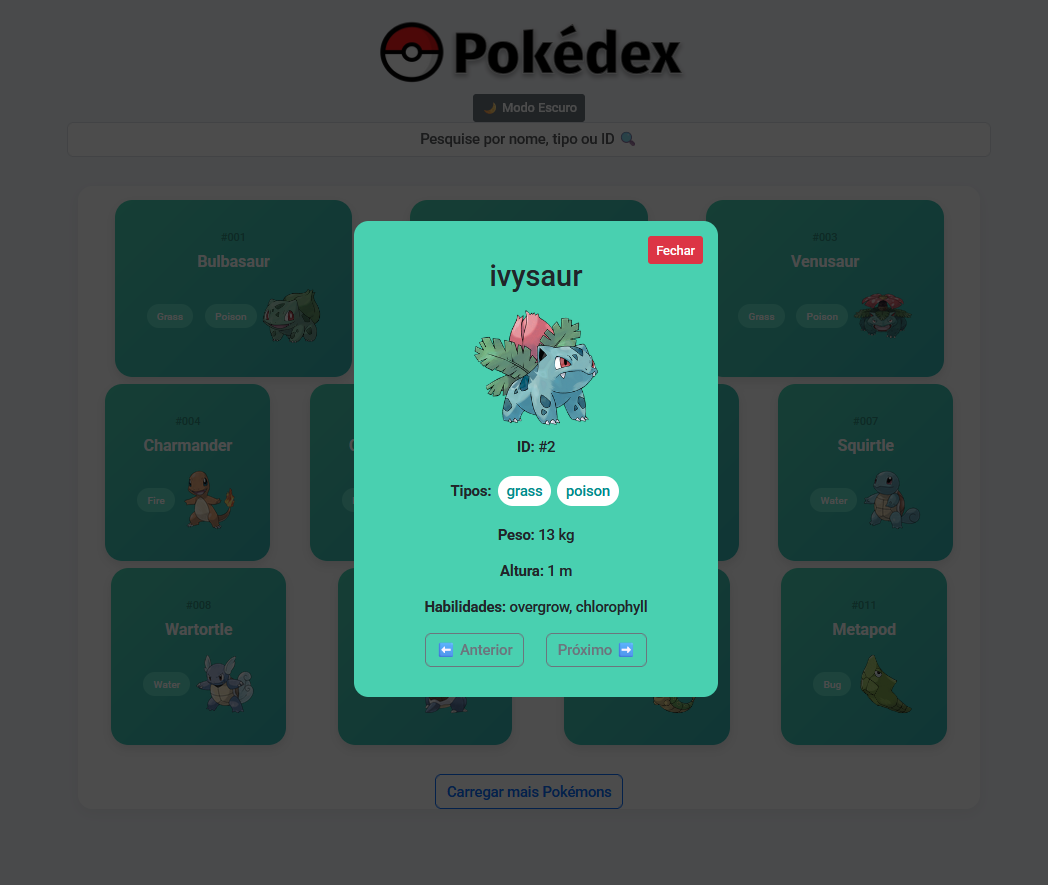 Pokédex
🌙 Modo Escuro
Pesquise por nome, tipo ou ID 🔍
#001
Bulbasaur
Grass Poison
#003
Venusaur
Grass Poison
Fechar
ivysaur
ID: #2
Tipos: grass poison
Peso: 13 kg
Altura: 1 m
Habilidades: overgrow, chlorophyll
⬅️ Anterior Próximo ➡️
#004
Charmander
Fire
#007
Squirtle
Water
#008
Wartortle
Water
#011
Metapod
Bug
Carregar mais Pokémons